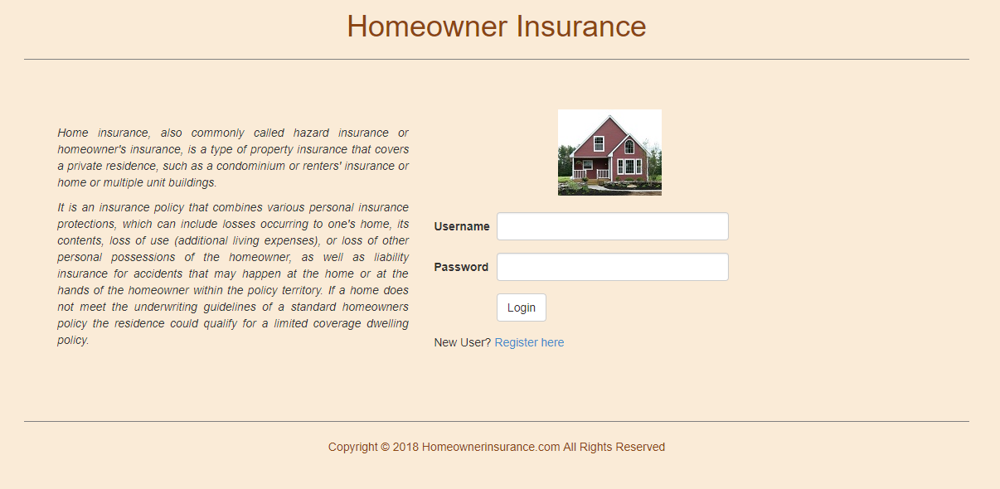 Homeowner Insurance
Home insurance, also commonly called hazard insurance or
homeowner's insurance, is a type of property insurance that covers
a private residence, such as a condominium or renters' insurance or
home or multiple unit buildings.
It is an insurance policy that combines various personal insurance
protections, which can include losses occurring to one's home, its
contents, loss of use (additional living expenses), or loss of other
personal possessions of the homeowner, as well as liability
insurance for accidents that may happen at the home or at the
hands of the homeowner within the policy territory. If a home does
not meet the underwriting guidelines of a standard homeowners
policy the residence could qualify for a limited coverage dwelling
policy.
Username
Password
Login
New User? Register here
Copyright © 2018 Homeownerinsurance.com All Rights Reserved